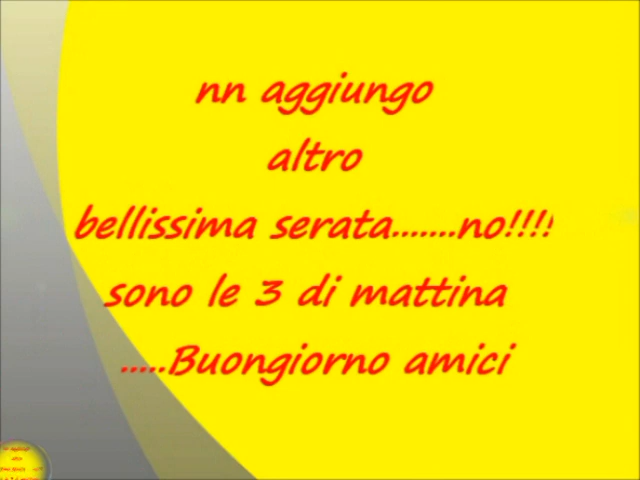 nn aggiungo
altro
bellissima serata.......no!!!!
sono le 3 di mattina
.....Buongiorno amici